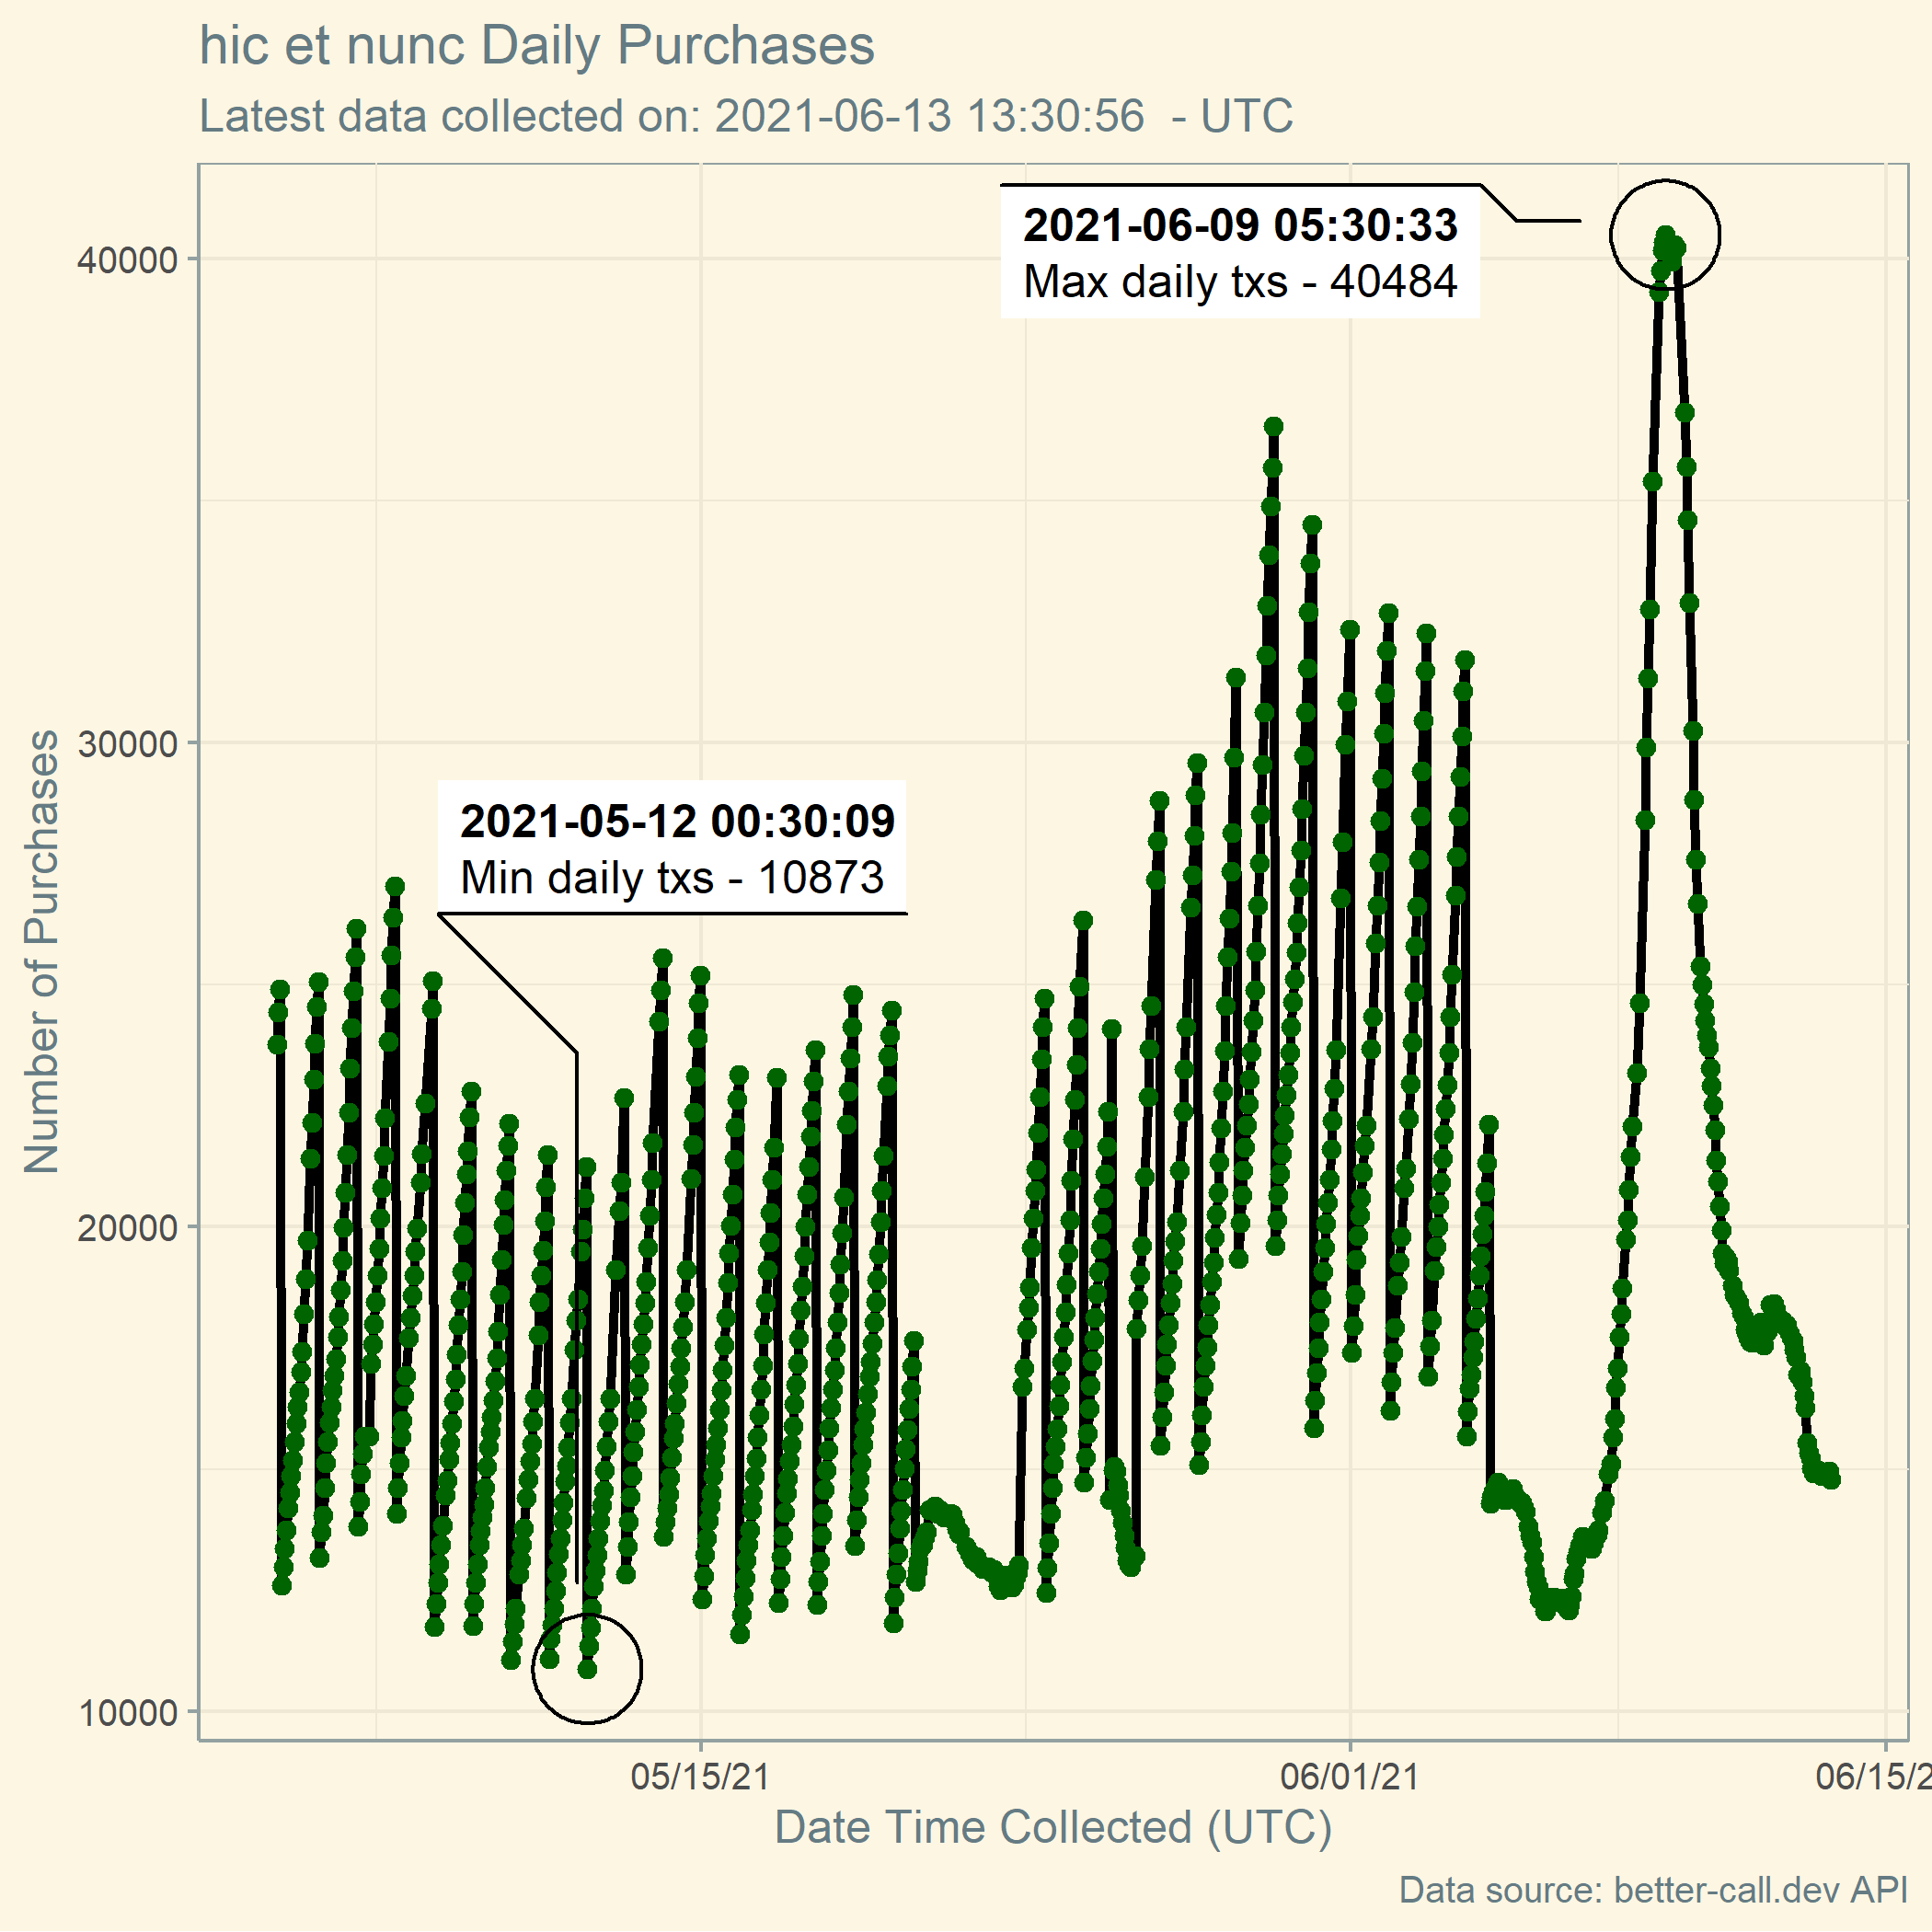 hic et nunc Daily Purchases
Latest data collected on: 2021-06-13 13:30:56 - UTC
2021-06-09 05:30:33
Max daily txs - 40484
2021-05-12 00:30:09
Min daily txs - 10873
Number of Purchases
40000
30000
20000
10000
05/15/21
06/01/21
06/15/2
Date Time Collected (UTC)
Data source: better-call.dev API